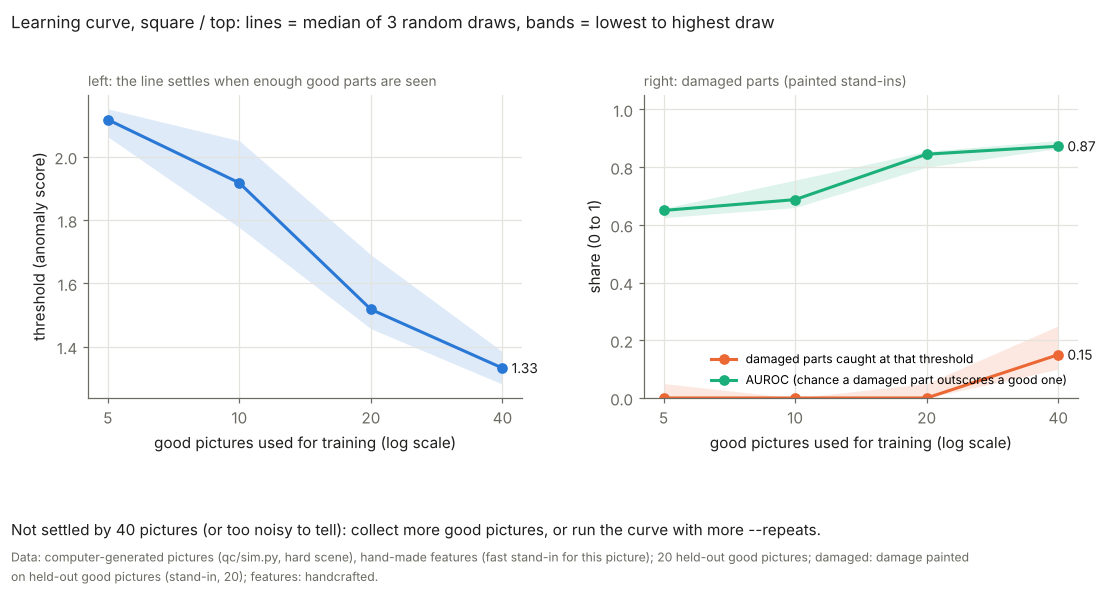 Learning curve, square / top: lines = median of 3 random draws, bands = lowest to highest draw
left: the line settles when enough good parts are seen
threshold (anomaly score)
2.0
1.8
1.6
1.4
1.33
5 10 20 40
good pictures used for training (log scale)
right: damaged parts (painted stand-ins)
share (0 to 1)
1.0
0.8
0.6
0.4
0.2
0.0
0.87
0.15
damaged parts caught at that threshold
AUROC (chance a damaged part outscores a good one)
5 10 20 40
good pictures used for training (log scale)
Not settled by 40 pictures (or too noisy to tell): collect more good pictures, or run the curve with more --repeats.
Data: computer-generated pictures (qc/sim.py, hard scene), hand-made features (fast stand-in for this picture); 20 held-out good pictures; damaged: damage painted
on held-out good pictures (stand-in, 20); features: handcrafted.